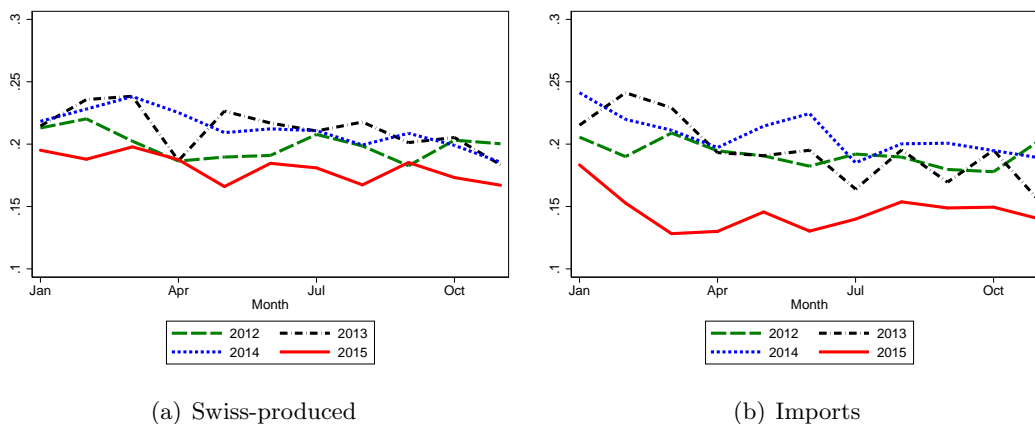 .3
.25
.2
.15
.1
Jan
Apr
Jul
Oct
Month
2012
2013
2014
2015
(a) Swiss-produced
.3
.25
.2
.15
.1
Jan
Apr
Jul
Oct
Month
2012
2013
2014
2015
(b) Imports